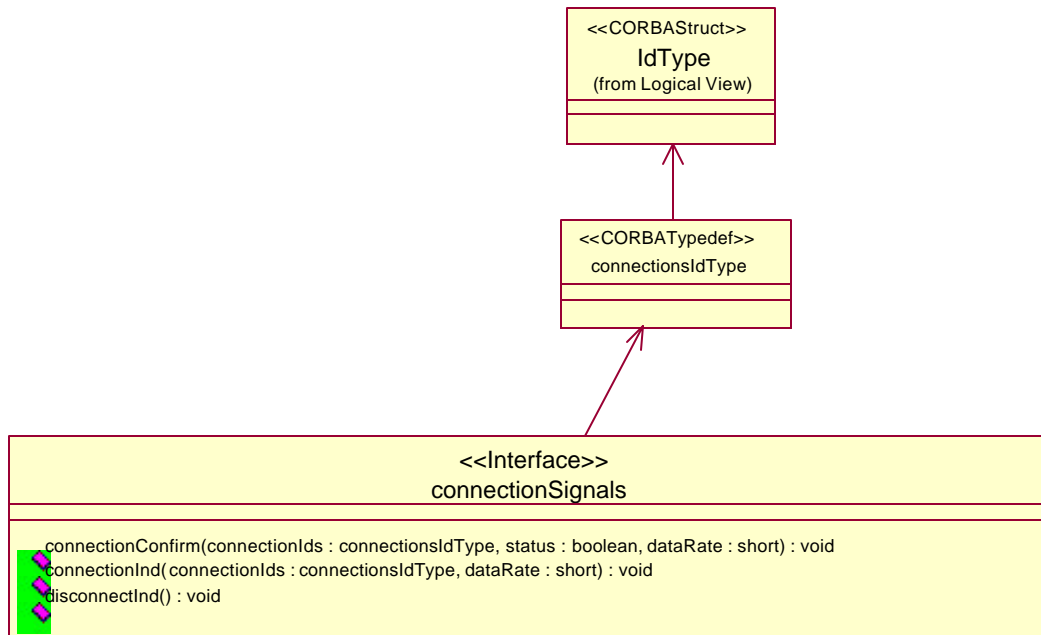 <<CORBAStruct>>
IdType
(from Logical View)
<<CORBATypedef>>
connectionsIdType
<<Interface>>
connectionSignals
connectionConfirm(connectionIds : connectionsIdType, status : boolean, dataRate : short) : void
connectionInd( connectionIds : connectionsIdType, dataRate : short) : void
disconnectInd() : void